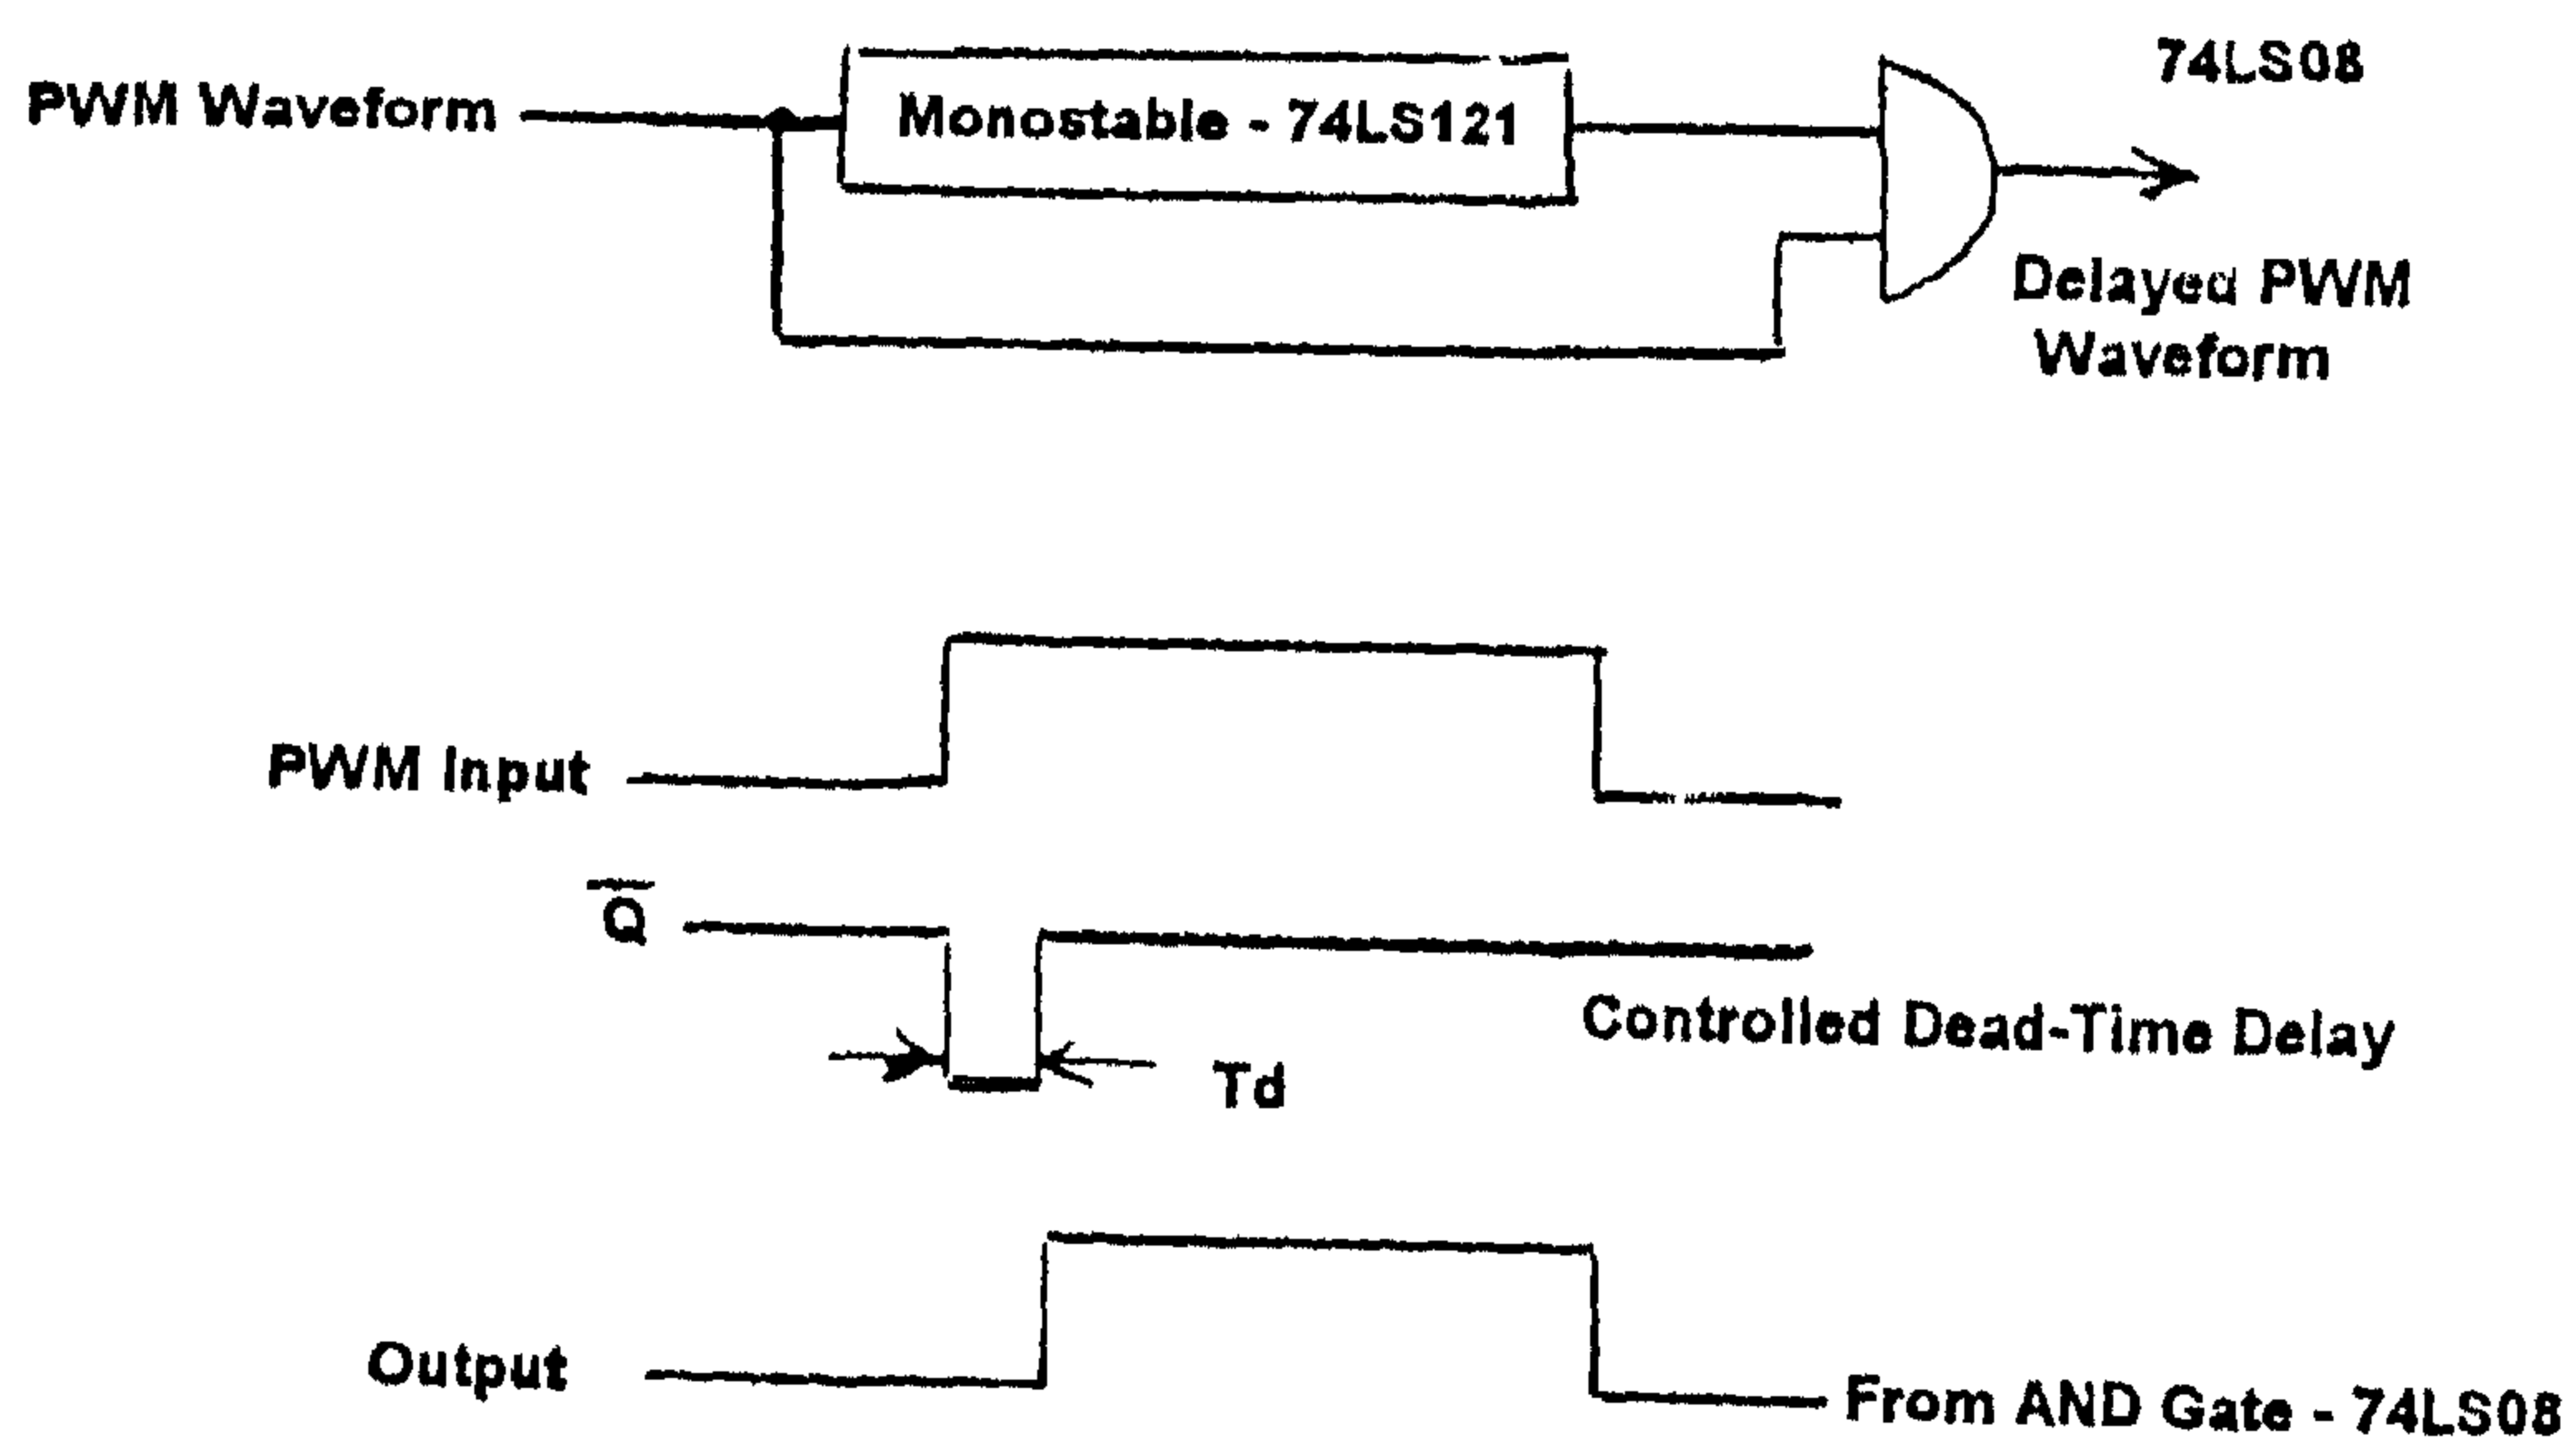 74LS08
PWM Waveform
Monostable - 74LS121
Delayed PWM
Waveform
PWM Input
Q̅
Controlled Dead-Time Delay
Td
Output
From AND Gate - 74LS08